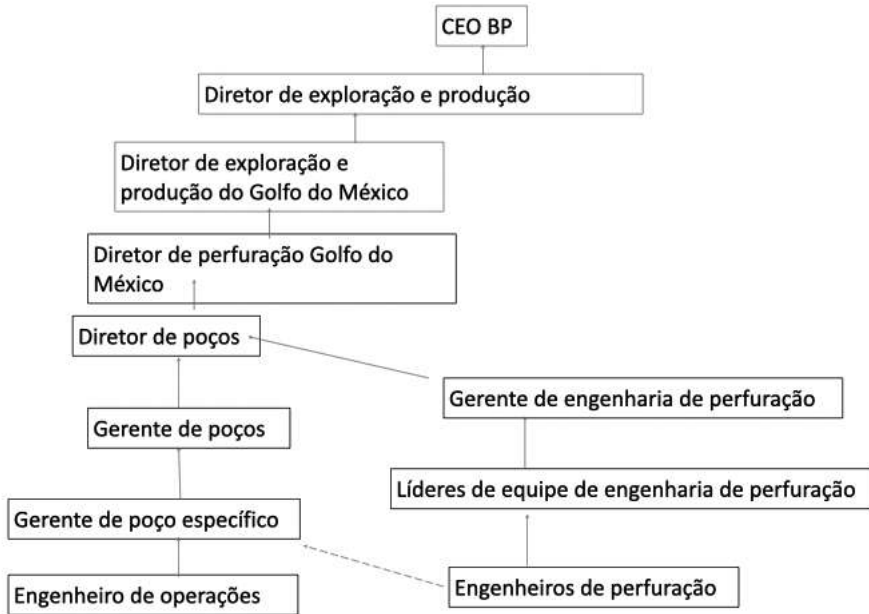 CEO BP
Diretor de exploração e produção
Diretor de exploração e
produção do Golfo do México
Diretor de perfuração Golfo do
México
Diretor de poços
Gerente de engenharia de perfuração
Gerente de poços
Líderes de equipe de engenharia de perfuração
Gerente de poço específico
Engenheiros de perfuração
Engenheiro de operações